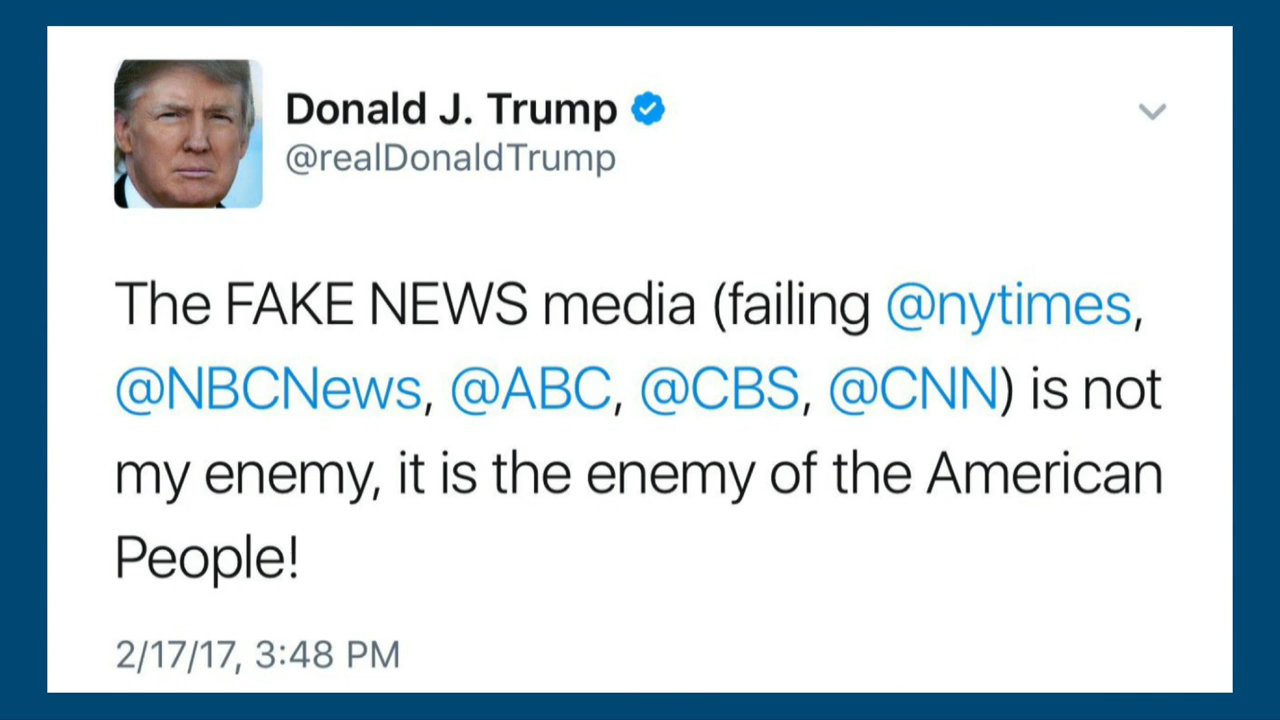 Donald J. Trump
@realDonaldTrump
The FAKE NEWS media (failing @nytimes,
@NBCNews, @ABC, @CBS, @CNN) is not
my enemy, it is the enemy of the American
People!
2/17/17, 3:48 PM